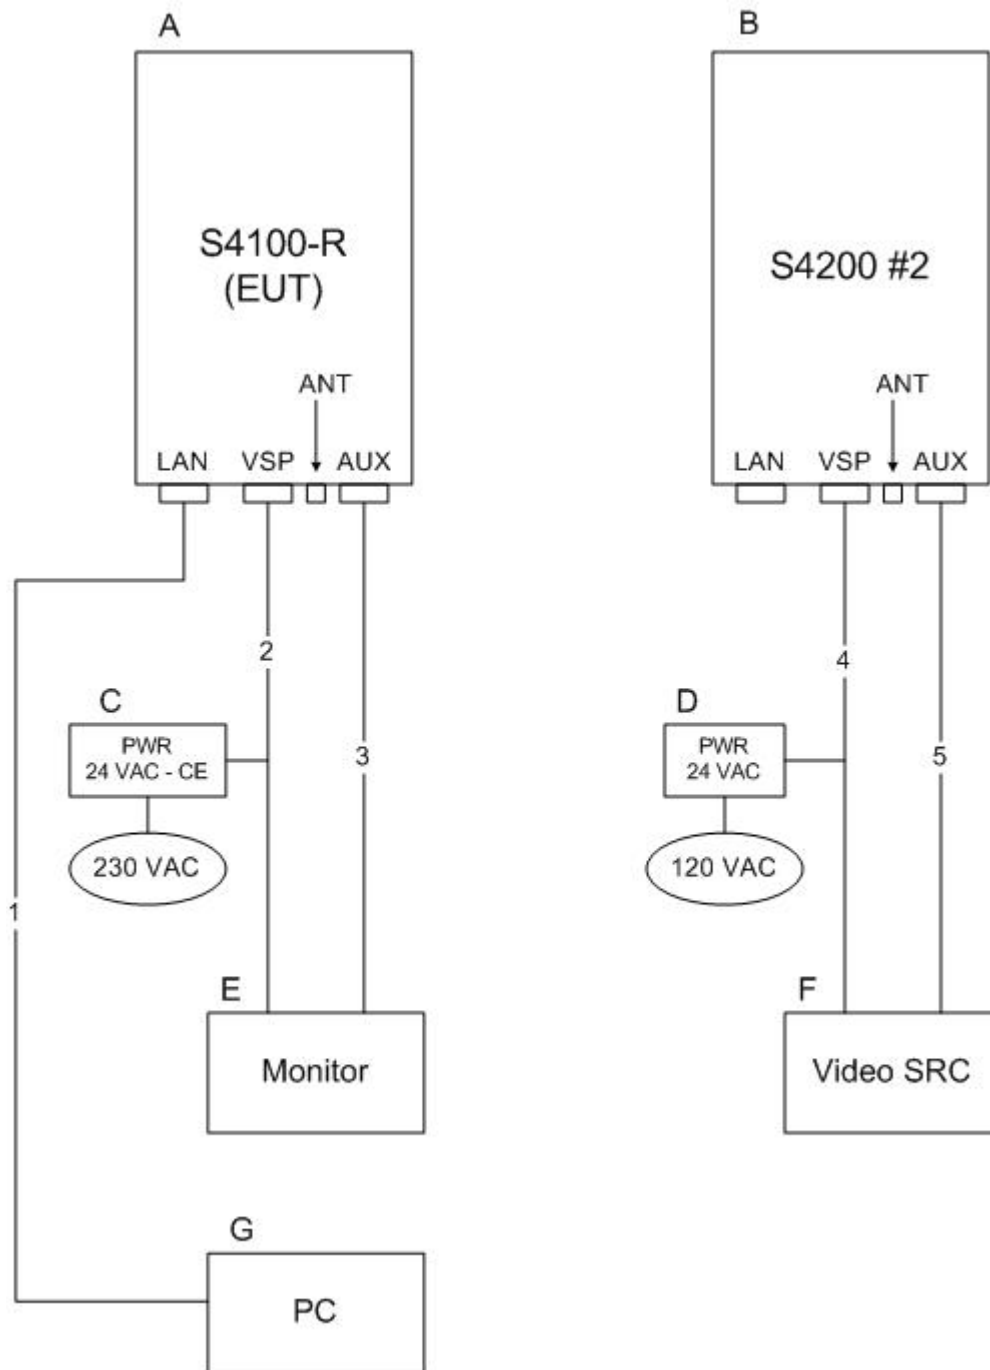 A
B
S4100-R
(EUT)
S4200 #2
ANT
ANT
LAN VSP AUX
LAN VSP AUX
2
4
C
D
PWR
24 VAC - CE
3
PWR
24 VAC
5
230 VAC
120 VAC
1
E
F
Monitor
Video SRC
G
PC